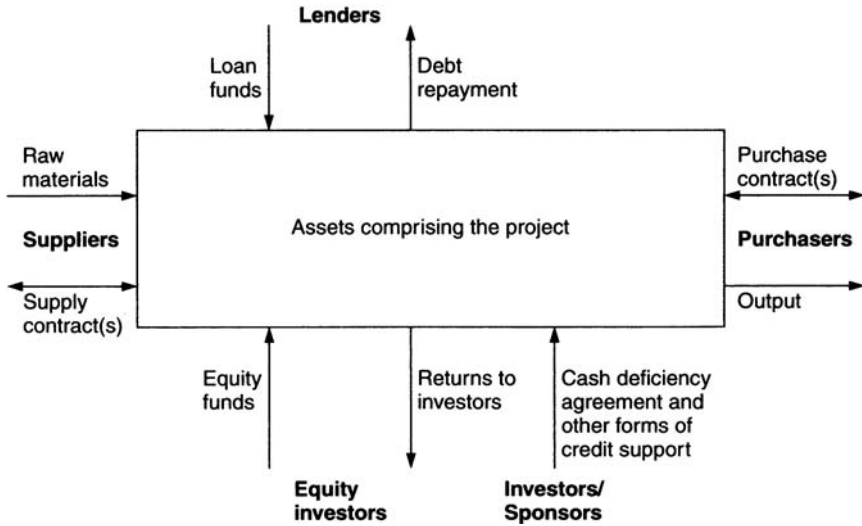 Lenders
Loan
funds
Debt
repayment
Raw
materials
Purchase
contract(s)
Suppliers
Assets comprising the project
Purchasers
Supply
contract(s)
Output
Equity
funds
Returns to
investors
Cash deficiency
agreement and
other forms of
credit support
Equity
investors
Investors/
Sponsors